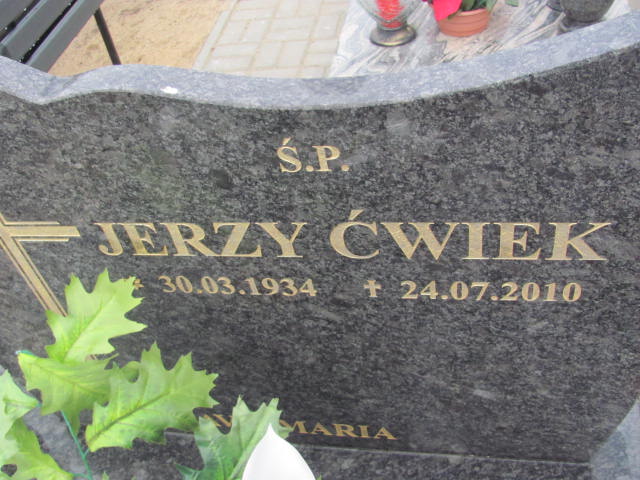 Ś.P.
JERZY ĆWIEK
* 30.03.1934 ✝ 24.07.2010
MARIA